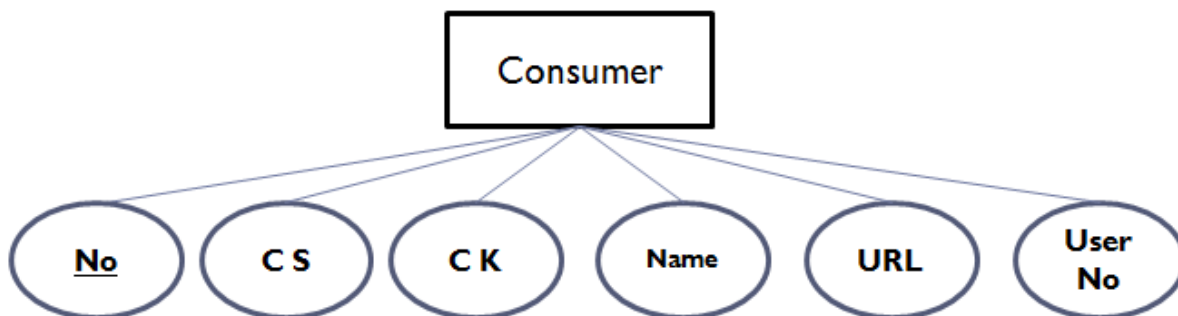 Consumer
No
C S
C K
Name
URL
User
No